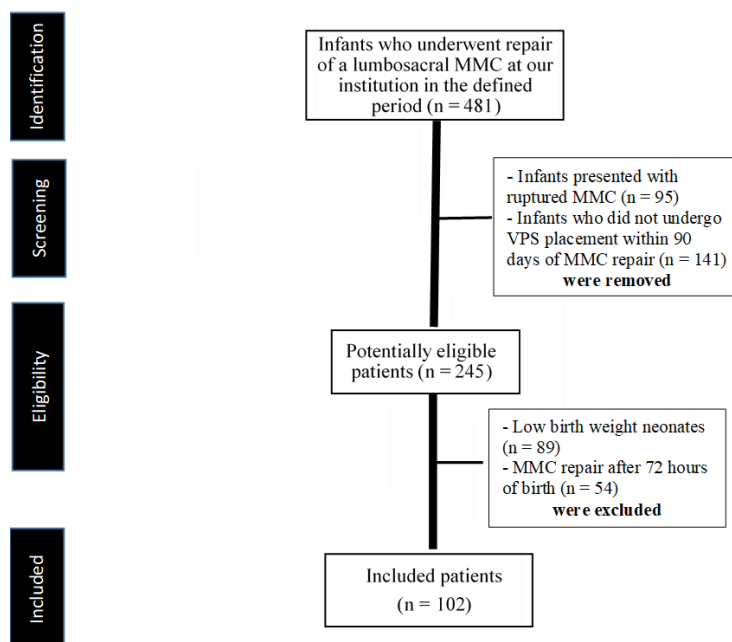 Identification
Infants who underwent repair
of a lumbosacral MMC at our
institution in the defined
period (n = 481)
Screening
- Infants presented with
ruptured MMC (n = 95)
- Infants who did not undergo
VPS placement within 90
days of MMC repair (n = 141)
were removed
Eligibility
Potentially eligible
patients (n = 245)
- Low birth weight neonates
(n = 89)
- MMC repair after 72 hours
of birth (n = 54)
were excluded
Included
Included patients
(n = 102)